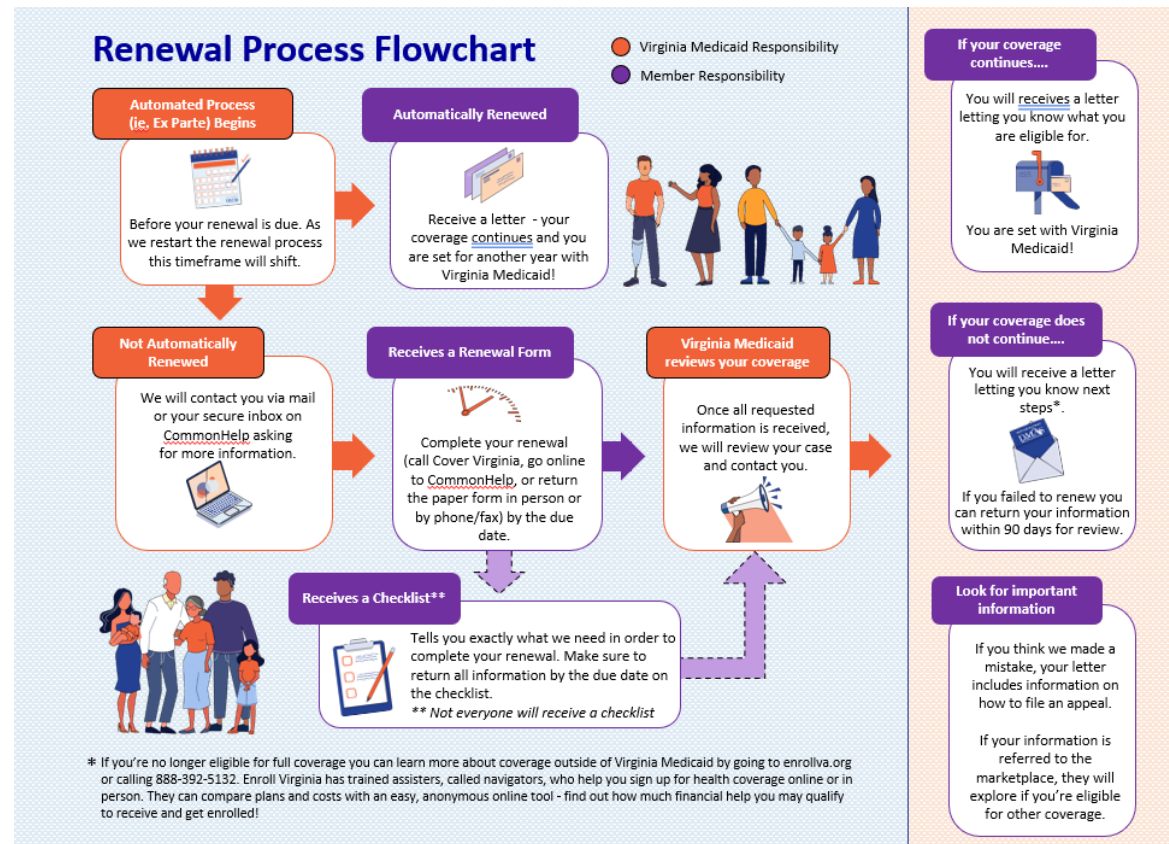 Renewal Process Flowchart
Virginia Medicaid Responsibility
Member Responsibility
Automated Process
(ie. Ex Parte) Begins
Before your renewal is due. As
we restart the renewal process
this timeframe will shift.
Automatically Renewed
Receive a letter - your
coverage continues and you
are set for another year with
Virginia Medicaid!
Not Automatically
Renewed
We will contact you via mail
or your secure inbox on
CommonHelp asking
for more information.
Receives a Renewal Form
Complete your renewal
(call Cover Virginia, go online
to CommonHelp, or return
the paper form in person or
by phone/fax) by the due
date.
Virginia Medicaid
reviews your coverage
Once all requested
information is received,
we will review your case
and contact you.
Receives a Checklist**
Tells you exactly what we need in order to
complete your renewal. Make sure to
return all information by the due date on
the checklist.
** Not everyone will receive a checklist
* If you're no longer eligible for full coverage you can learn more about coverage outside of Virginia Medicaid by going to enrollva.org
or calling 888-392-5132. Enroll Virginia has trained assisters, called navigators, who help you sign up for health coverage online or in
person. They can compare plans and costs with an easy, anonymous online tool - find out how much financial help you may qualify
to receive and get enrolled!
If your coverage
continues....
You will receives a letter
letting you know what you
are eligible for.
You are set with Virginia
Medicaid!
If your coverage does
not continue....
You will receive a letter
letting you know next
steps*.
DMAS
If you failed to renew you
can return your information
within 90 days for review.
Look for important
information
If you think we made a
mistake, your letter
includes information on
how to file an appeal.
If your information is
referred to the
marketplace, they will
explore if you're eligible
for other coverage.